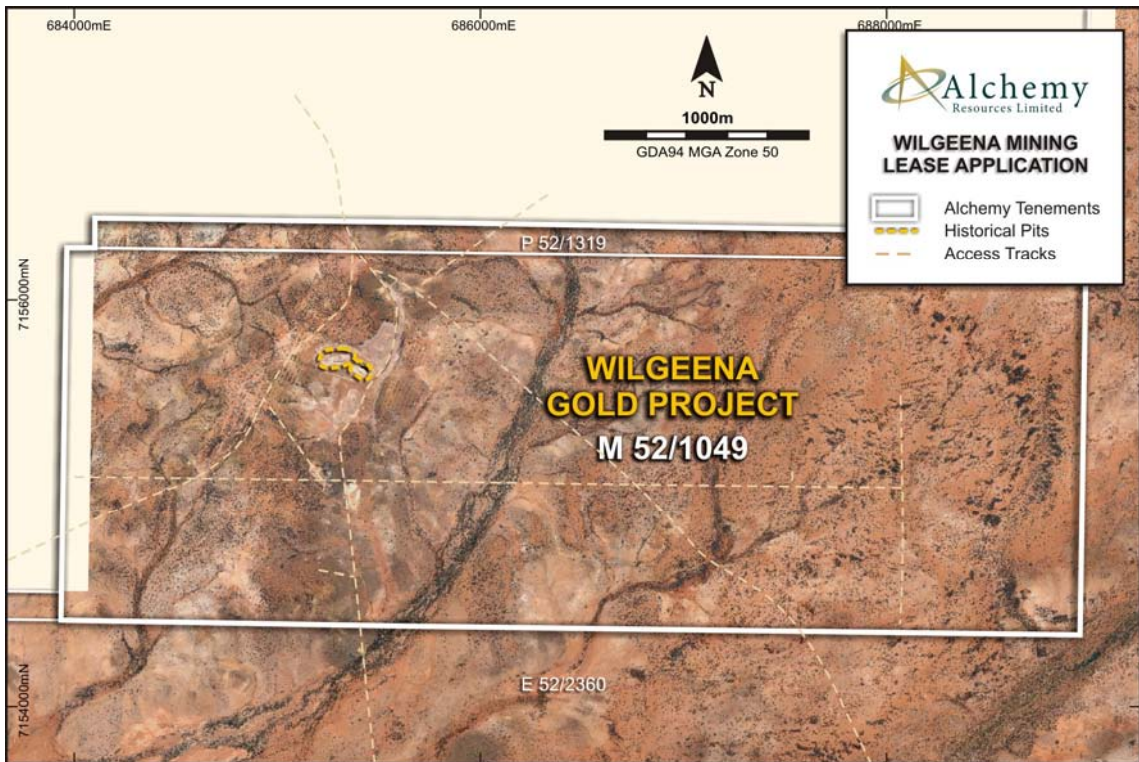 684000mE
686000mE
688000mE
N
1000m
GDA94 MGA Zone 50
Alchemy
Resources Limited
WILGEENA MINING
LEASE APPLICATION
Alchemy Tenements
Historical Pits
Access Tracks
P 52/1319
7156000mN
WILGEENA
GOLD PROJECT
M 52/1049
E 52/2360
7154000mN